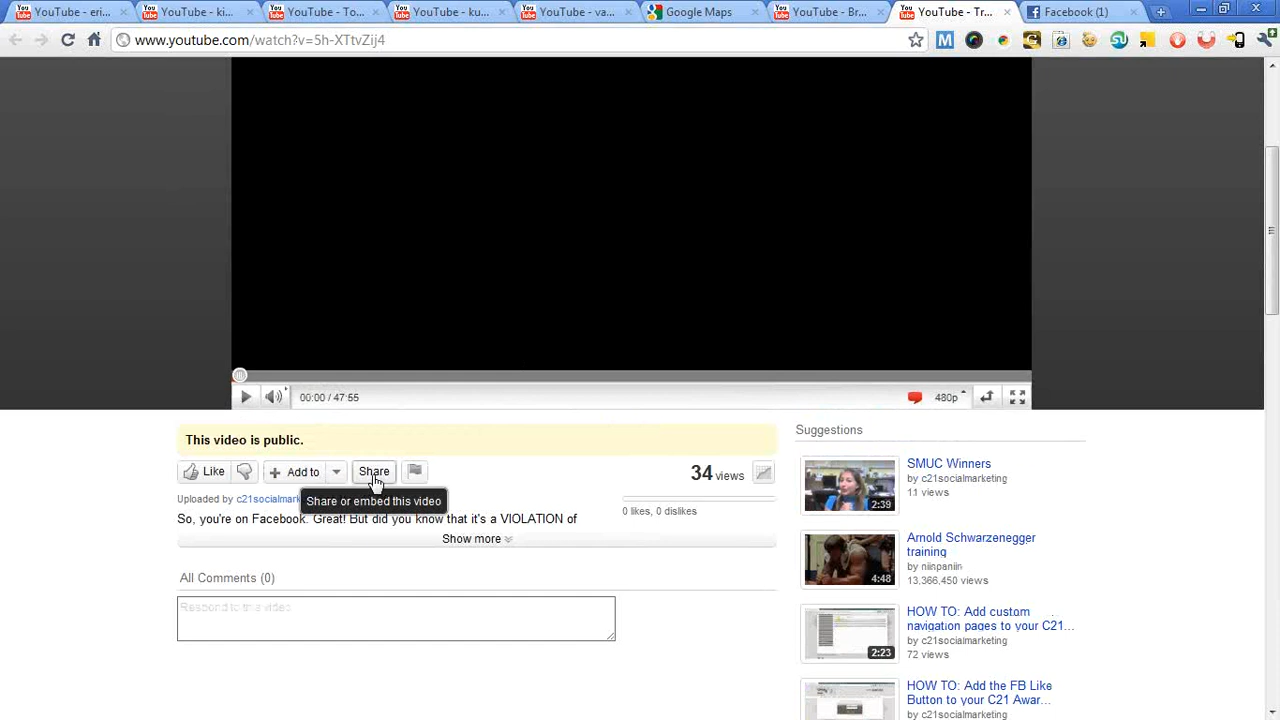 YouTube - eri...
YouTube - ki...
YouTube - To...
YouTube - ku...
YouTube - va...
Google Maps
YouTube - Br...
YouTube - Tr...
Facebook (1)
www.youtube.com/watch?v=5h-XTtvZij4
00:00 / 47:55
480p
This video is public.
Like
Add to
Share
34 views
Uploaded by c21socialmark
Share or embed this video
0 likes, 0 dislikes
So, you're on Facebook. Great! But did you know that it's a VIOLATION of
Show more
All Comments (0)
Respond to this video
Suggestions
2:39
SMUC Winners
by c21socialmarketing
11 views
4:48
Arnold Schwarzenegger
training
by niinpaniin
13,366,450 views
2:23
HOW TO: Add custom
navigation pages to your C21...
by c21socialmarketing
72 views
HOW TO: Add the FB Like
Button to your C21 Awar...
by c21socialmarketing